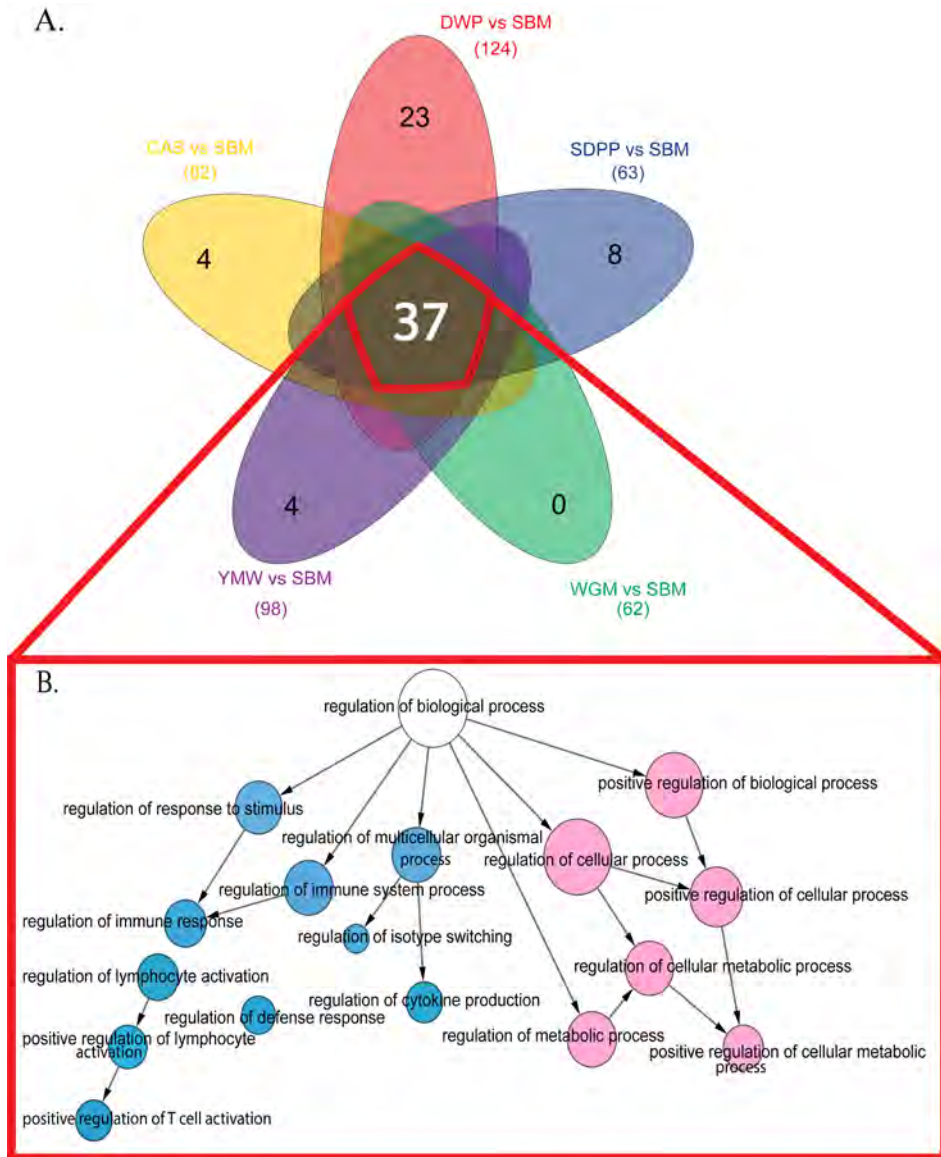 A.
DWP vs SBM
(124)
23
CAS vs SBM
(82)
SDPP vs SBM
(63)
4
8
37
4
0
YMW vs SBM
(98)
WGM vs SBM
(62)
B.
regulation of biological process
positive regulation of biological process
regulation of response to stimulus
regulation of multicellular organismal
process
regulation of cellular process
regulation of immune system process
positive regulation of cellular process
regulation of immune response
regulation of isotype switching
regulation of lymphocyte activation
regulation of cellular metabolic process
regulation of cytokine production
regulation of defense response
positive regulation of lymphocyte
activation
regulation of metabolic process
positive regulation of cellular metabolic
process
positive regulation of T cell activation